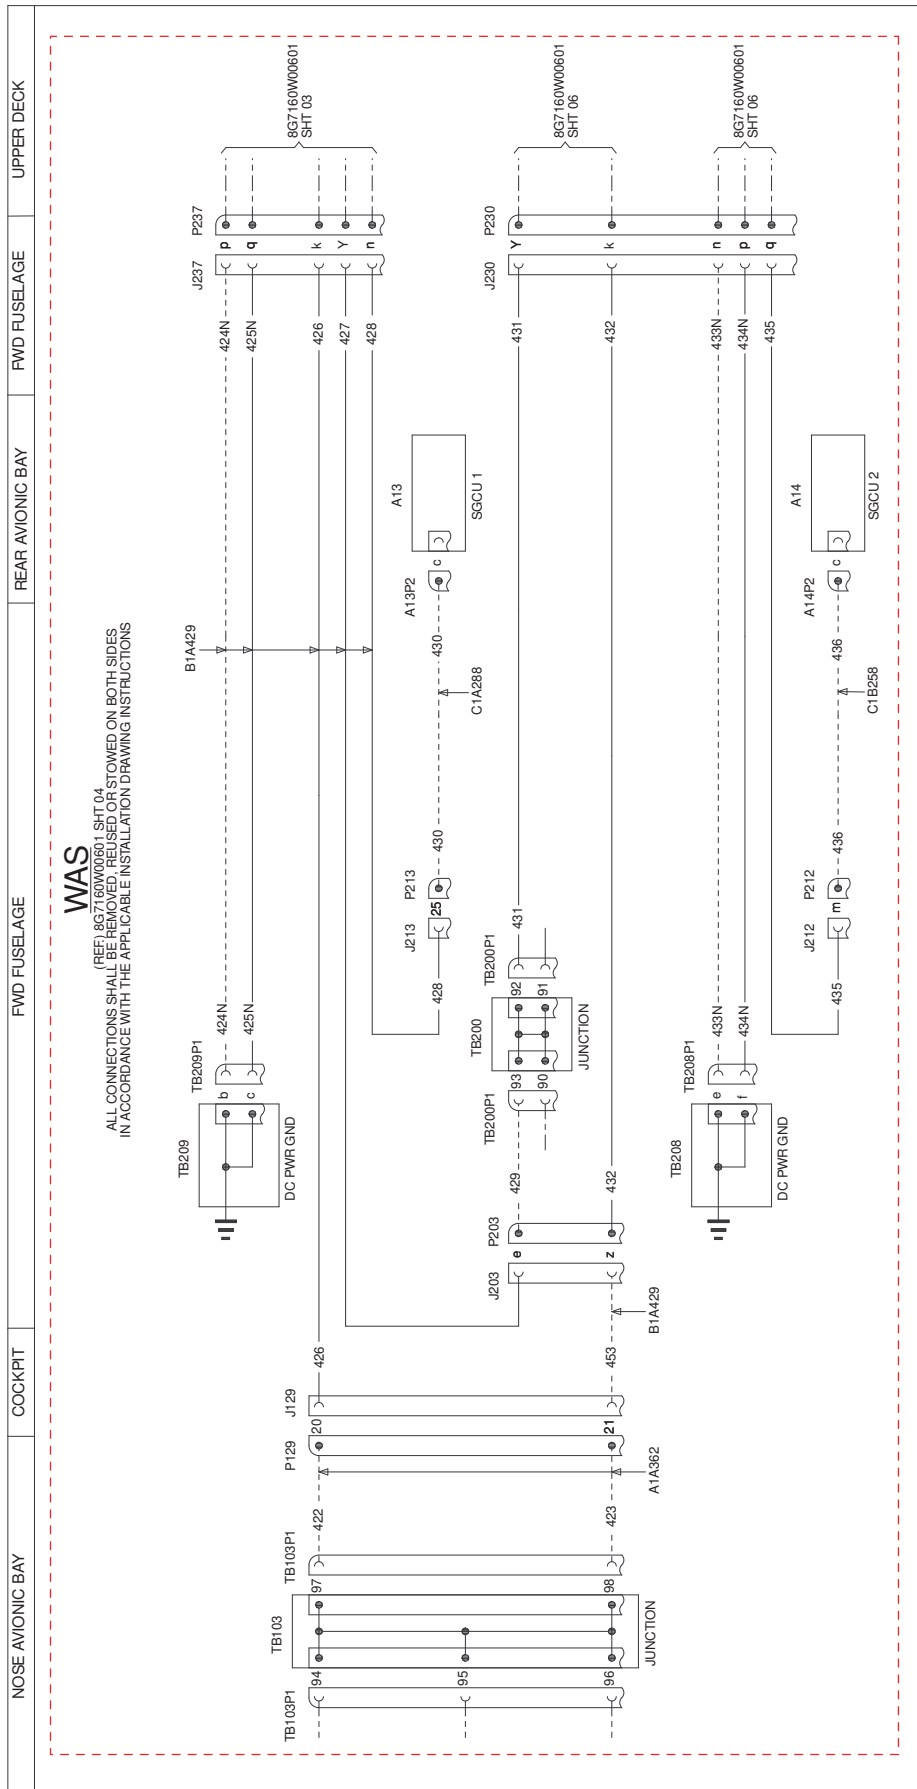 NOSE AVIONIC BAY
COCKPIT
FWD FUSELAGE
REAR AVIONIC BAY
FWD FUSELAGE
UPPER DECK
WAS
(REF.) 8G7160W00601 SHT 04
ALL CONNECTIONS SHALL BE REMOVED, REUSED OR STOWED ON BOTH SIDES
IN ACCORDANCE WITH THE APPLICABLE INSTALLATION DRAWING INSTRUCTIONS
TB209
DC PWR GND
TB209P1
b
c
424N
425N
B1A429
424N
425N
426
427
428
J237
P237
p
q
k
Y
n
8G7160W00601
SHT 03
428
J213
P213
25
430
430
C1A288
A13P2
c
A13
SGCU 1
TB103P1
94
95
96
TB103
JUNCTION
97
98
TB103P1
422
423
A1A362
P129
20
21
J129
426
453
B1A429
J203
P203
e
z
429
432
TB200P1
93
90
TB200
JUNCTION
92
91
TB200P1
431
431
432
J230
P230
Y
k
n
p
q
8G7160W00601
SHT 06
8G7160W00601
SHT 06
TB208
DC PWR GND
TB208P1
e
f
433N
434N
433N
434N
435
435
J212
P212
m
436
436
C1B258
A14P2
c
A14
SGCU 2